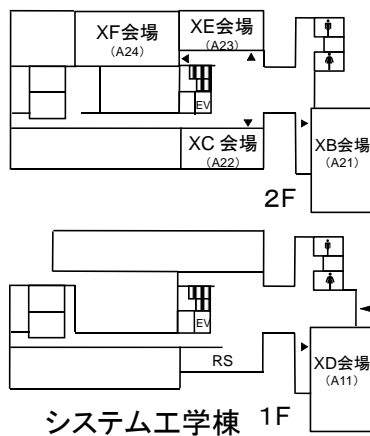 XF会場
(A24)
XE会場
(A23)
EV
XC 会場
(A22)
XB会場
(A21)
2F
EV
RS
XD会場
(A11)
システム工学棟 1F